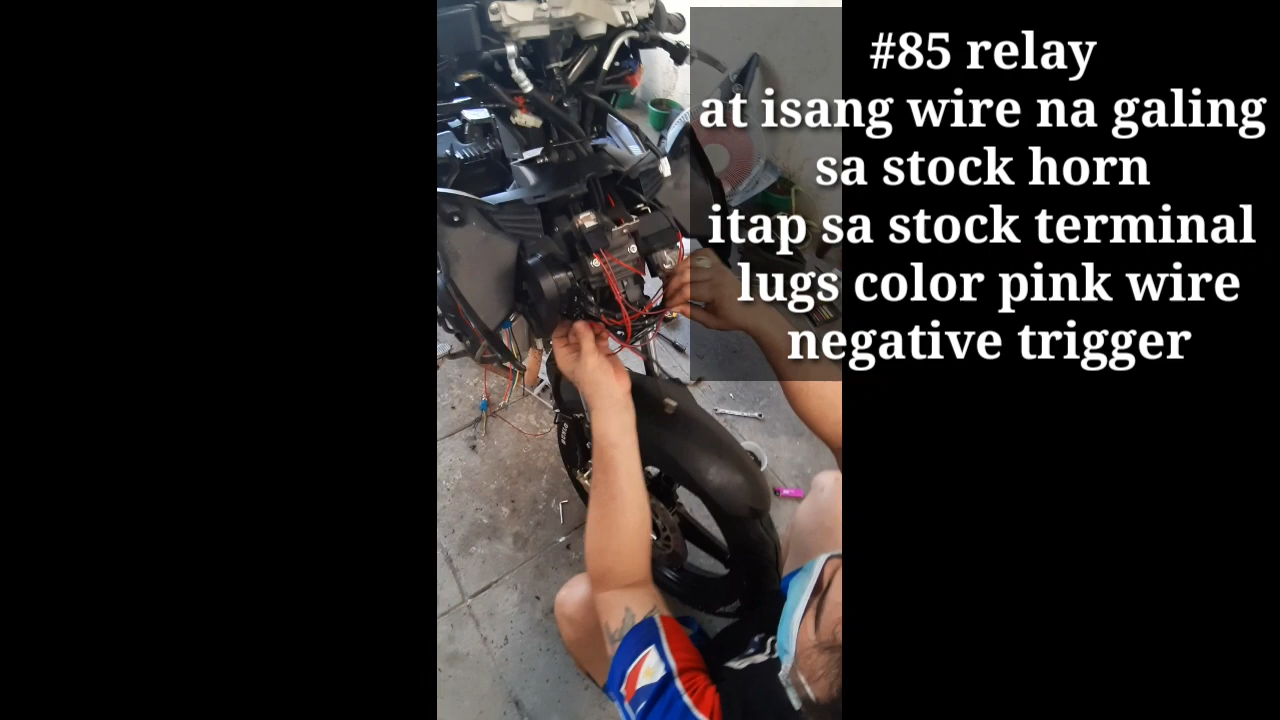 #85 relay
at isang wire na galing
sa stock horn
itap sa stock terminal
lugs color pink wire
negative trigger